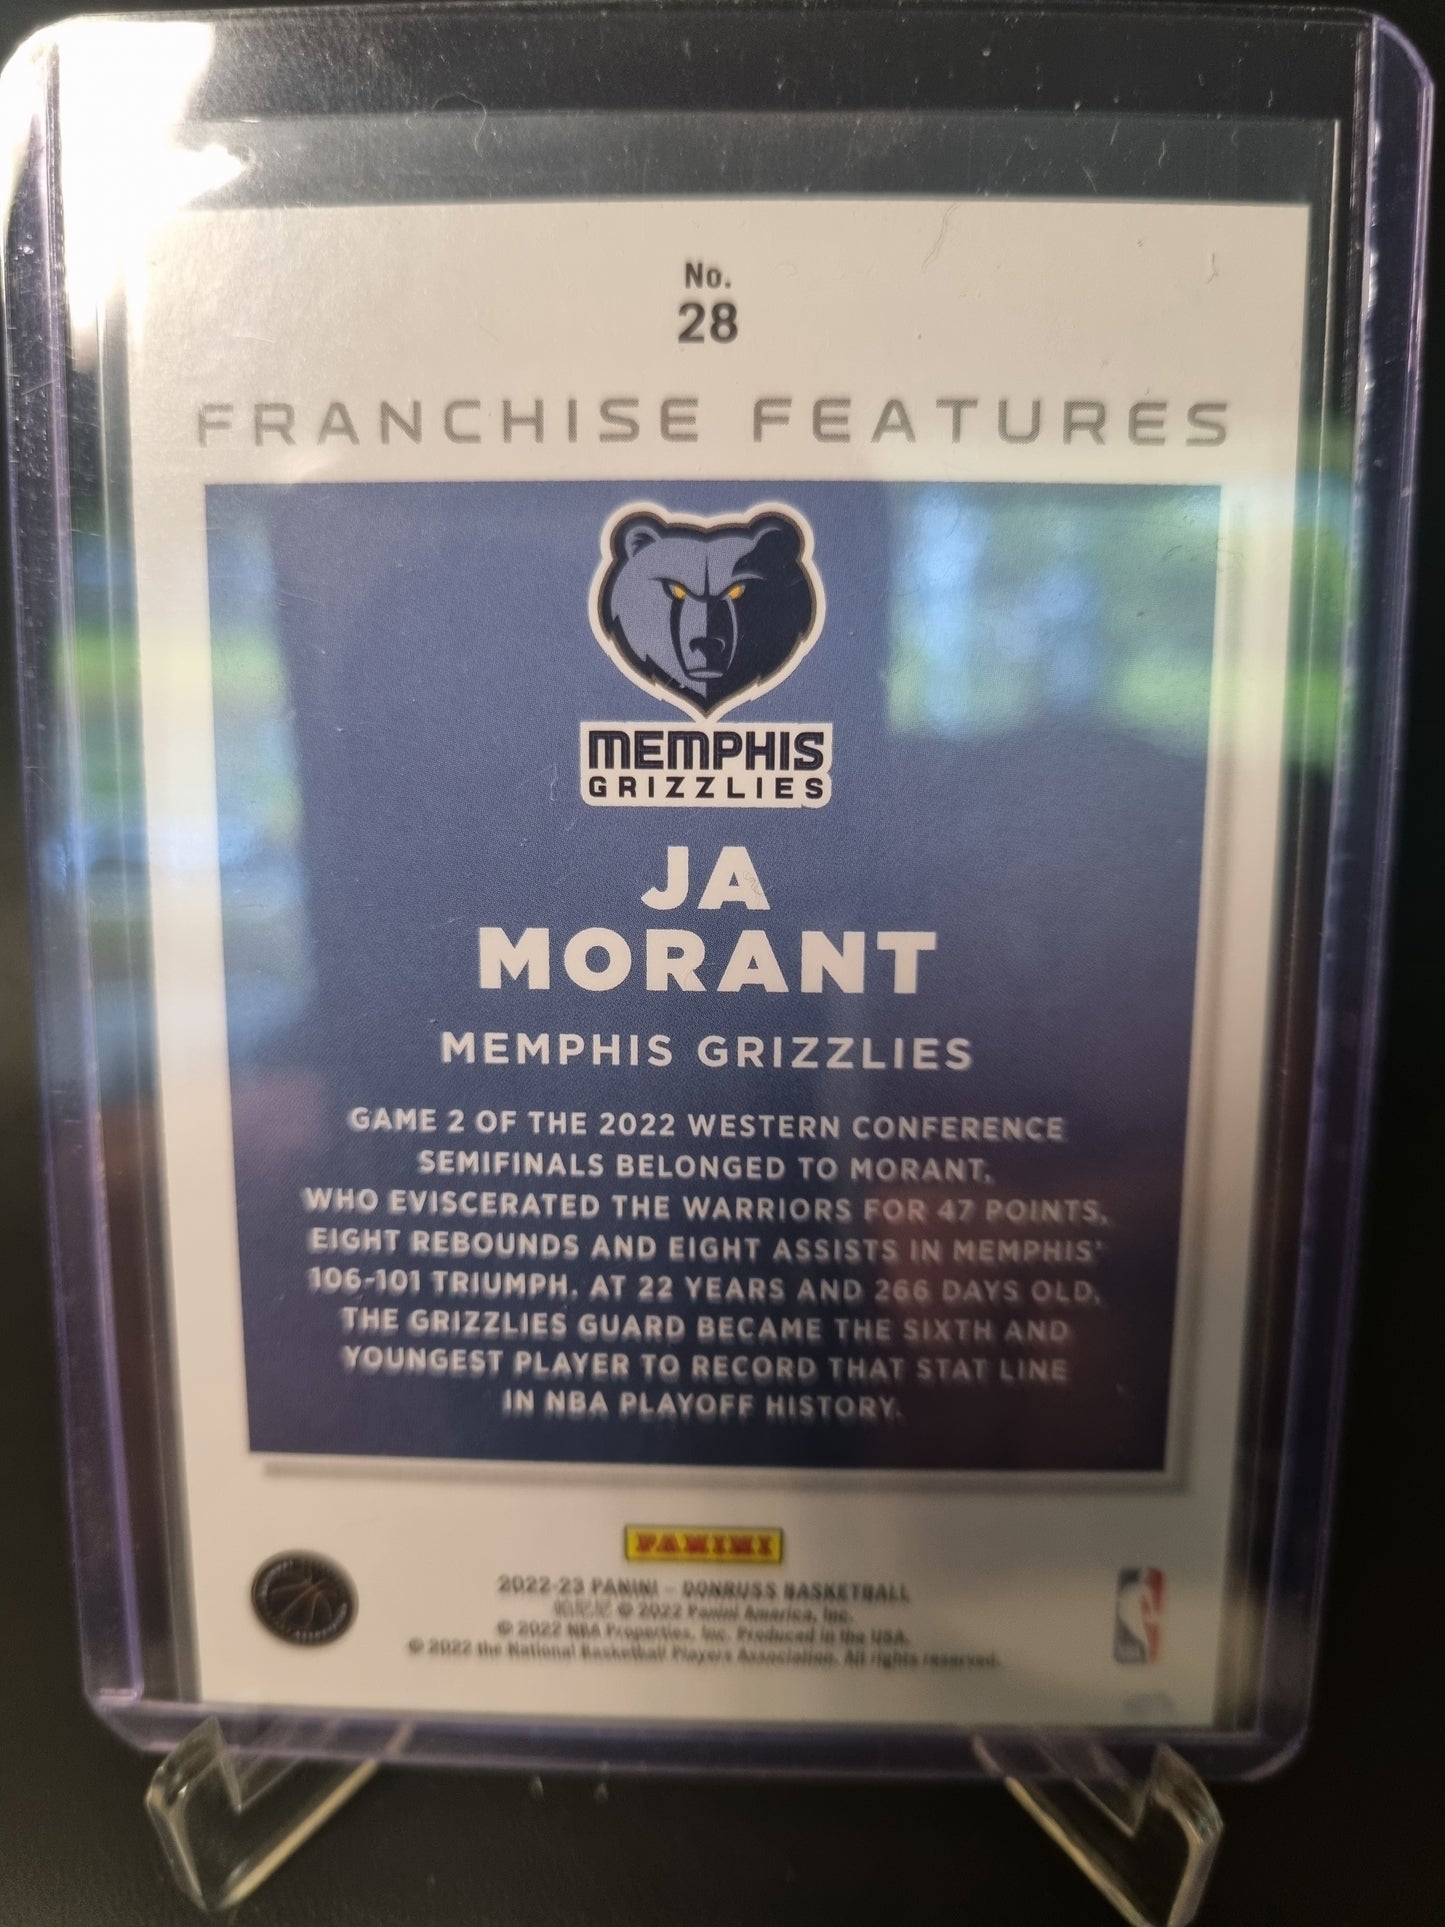 No.
28
FRANCHISE FEATURES
MEMPHIS
GRIZZLIES
JA
MORANT
MEMPHIS GRIZZLIES
GAME 2 OF THE 2022 WESTERN CONFERENCE
SEMIFINALS BELONGED TO MORANT,
WHO EVISCERATED THE WARRIORS FOR 47 POINTS,
EIGHT REBOUNDS AND EIGHT ASSISTS IN MEMPHIS'
106-101 TRIUMPH. AT 22 YEARS AND 266 DAYS OLD,
THE GRIZZLIES GUARD BECAME THE SIXTH AND
YOUNGEST PLAYER TO RECORD THAT STAT LINE
IN NBA PLAYOFF HISTORY.
PANINI
2022-23 PANINI – DONRUSS BASKETBALL
© 2022 Panini America, Inc.
© 2022 NBA Properties, Inc. Produced in the USA.
© 2022 the National Basketball Players Association. All rights reserved.